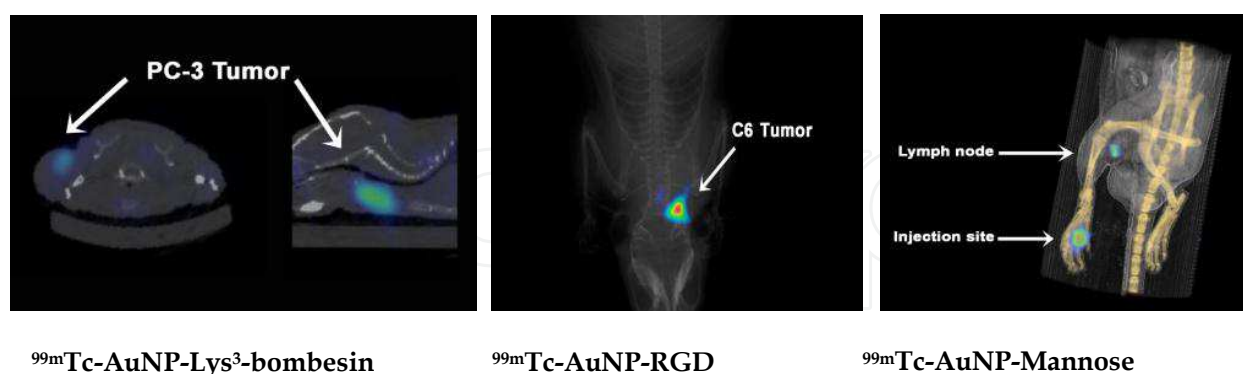 PC-3 Tumor
C6 Tumor
Lymph node
Injection site
⁹⁹ᵐTc-AuNP-Lys³-bombesin
⁹⁹ᵐTc-AuNP-RGD
⁹⁹ᵐTc-AuNP-Mannose